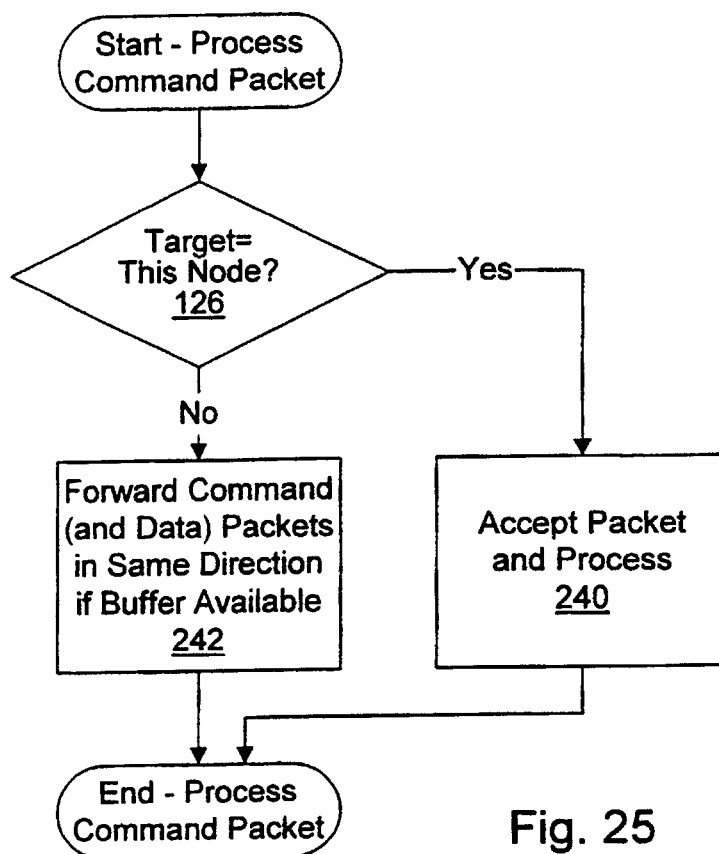 Start - Process
Command Packet
Target=
This Node?
126
Yes
No
Forward Command
(and Data) Packets
in Same Direction
if Buffer Available
242
Accept Packet
and Process
240
End - Process
Command Packet
Fig. 25